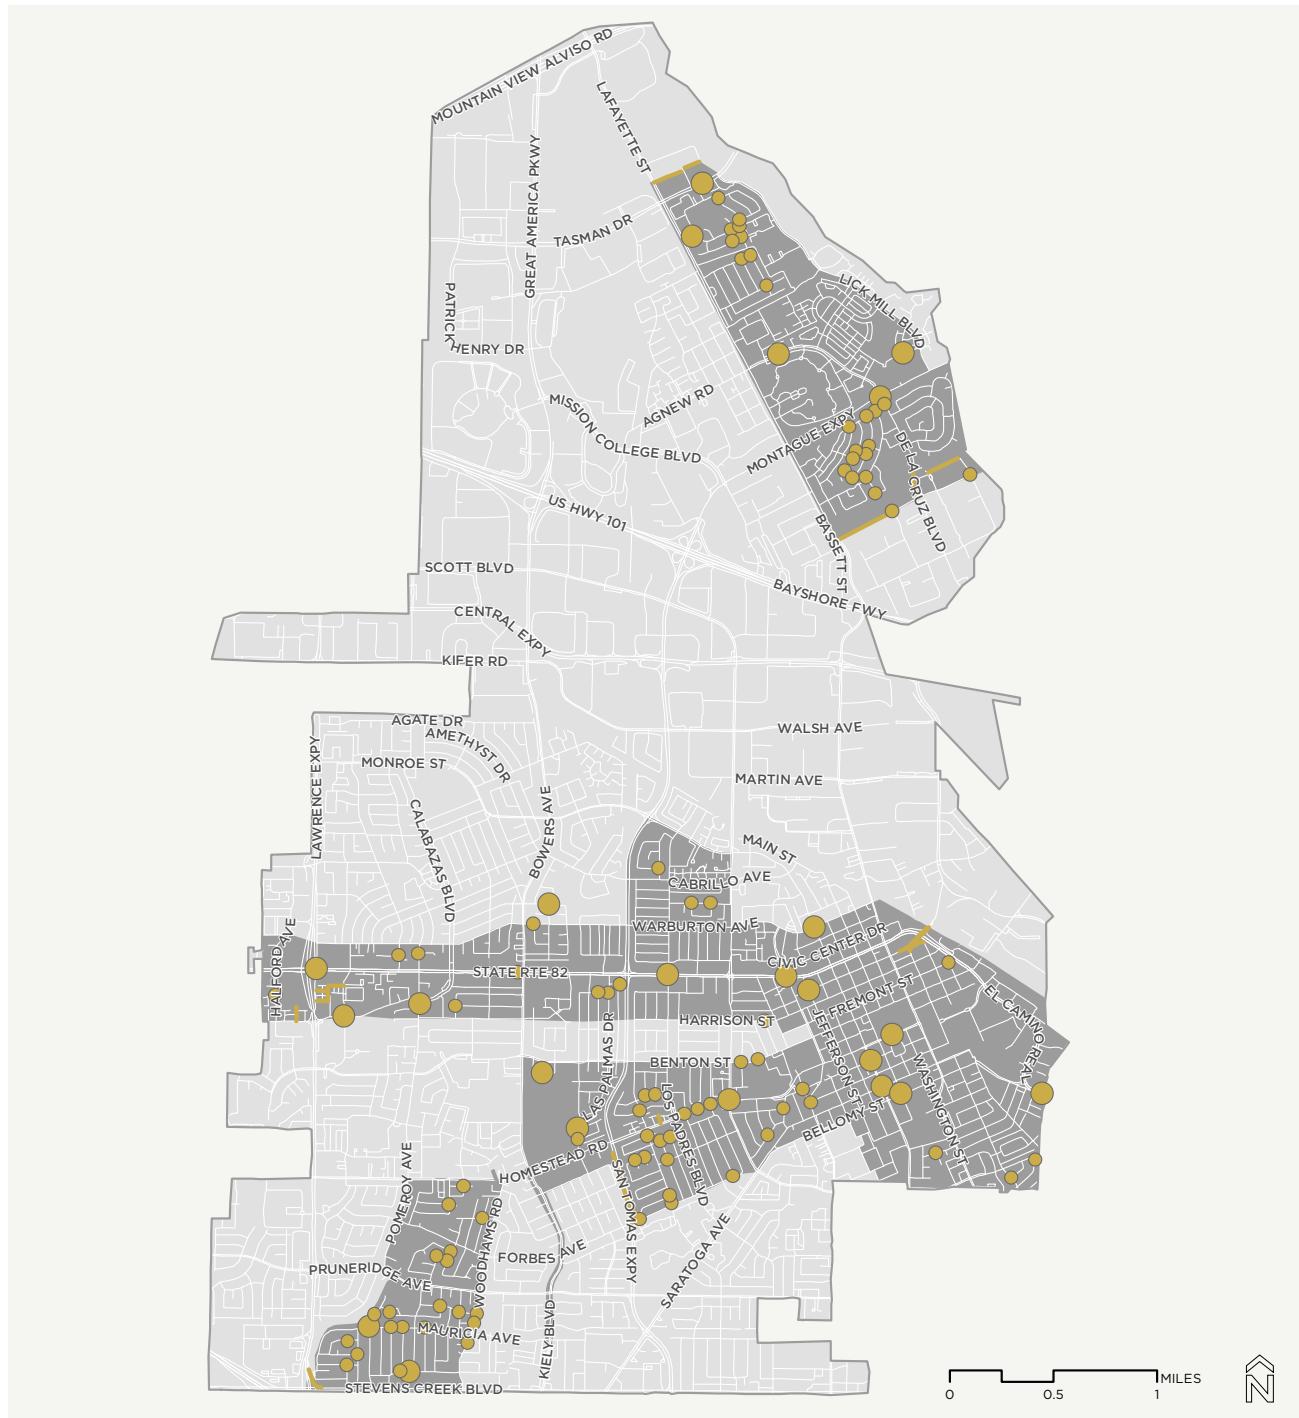 MOUNTAIN VIEW ALVISO RD
LAFAYETTE ST
GREAT AMERICA PKWY
TASMAN DR
PATRICK
HENRY DR
LICK MILL BLVD
MISSION COLLEGE BLVD
AGNEW RD
MONTAGUE EXPY
DE LA CRUZ BLVD
US HWY 101
BASSETT ST
SCOTT BLVD
BAYSHORE FWY
CENTRAL EXPY
KIFER RD
AGATE DR
AMETHYST DR
WALSH AVE
MONROE ST
LAWRENCE EXPY
MARTIN AVE
CALABAZAS BLVD
BOWERS AVE
MAIN ST
CABRILLO AVE
WARBURTON AVE
HALFORD AVE
CIVIC CENTER DR
STATE RTE 82
FREMONT ST
EL CAMINO REAL
HARRISON ST
JEFFERSON ST
LAS PALMAS DR
BENTON ST
WASHINGTON ST
LOS PADRES BLVD
BELLOMY ST
HOMESTEAD RD
POMEROY AVE
SAN TOMAS EXPY
WOODHAMS RD
FORBES AVE
SARATOGA AVE
PRUNERIDGE AVE
MAURICIA AVE
KIELY BLVD
STEVENS CREEK BLVD
MILES
0 0.5 1
N